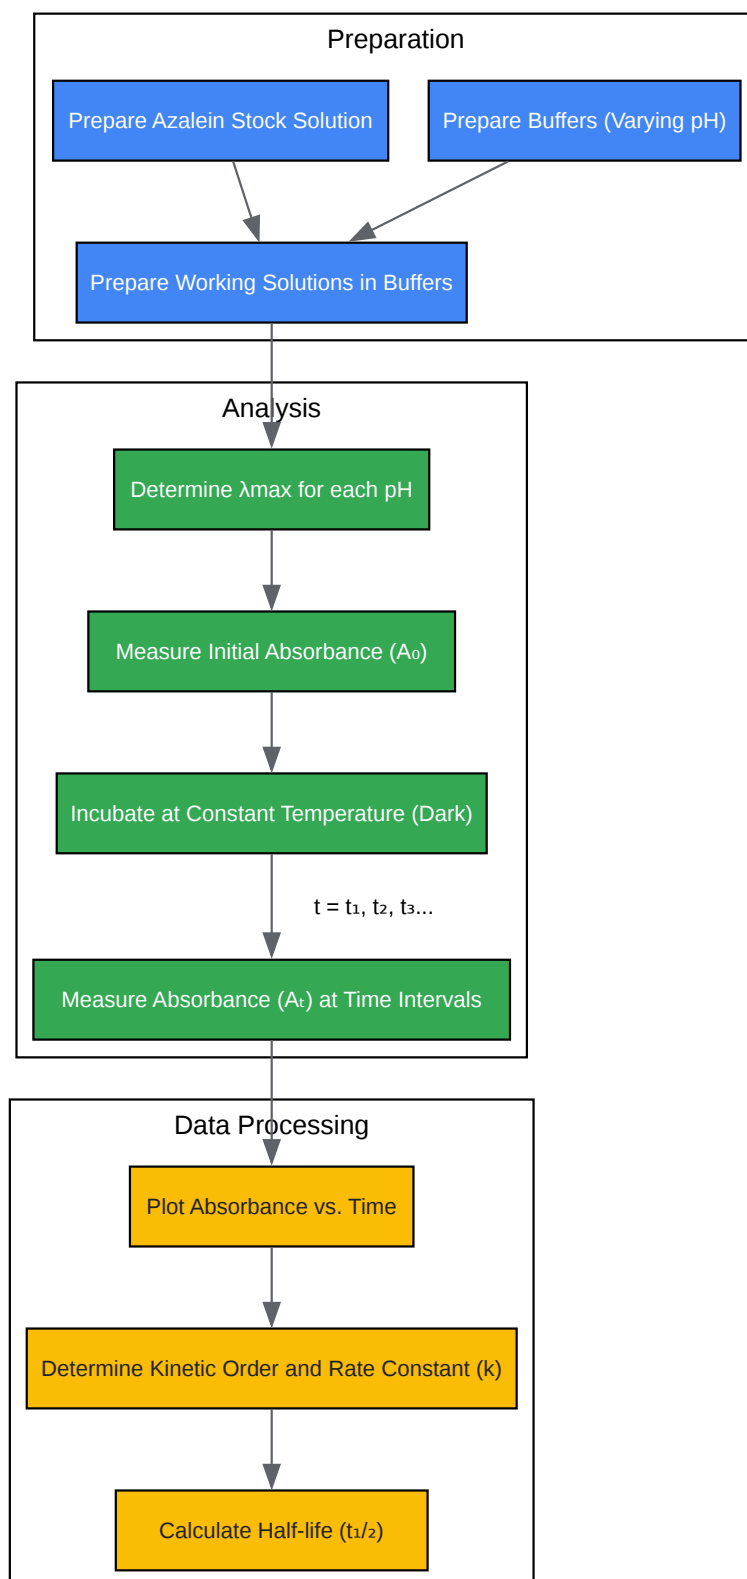 Preparation
Prepare Azalein Stock Solution
Prepare Buffers (Varying pH)
Prepare Working Solutions in Buffers
Analysis
Determine λmax for each pH
Measure Initial Absorbance (A₀)
Incubate at Constant Temperature (Dark)
t = t₁, t₂, t₃...
Measure Absorbance (Aₜ) at Time Intervals
Data Processing
Plot Absorbance vs. Time
Determine Kinetic Order and Rate Constant (k)
Calculate Half-life (t₁/₂)